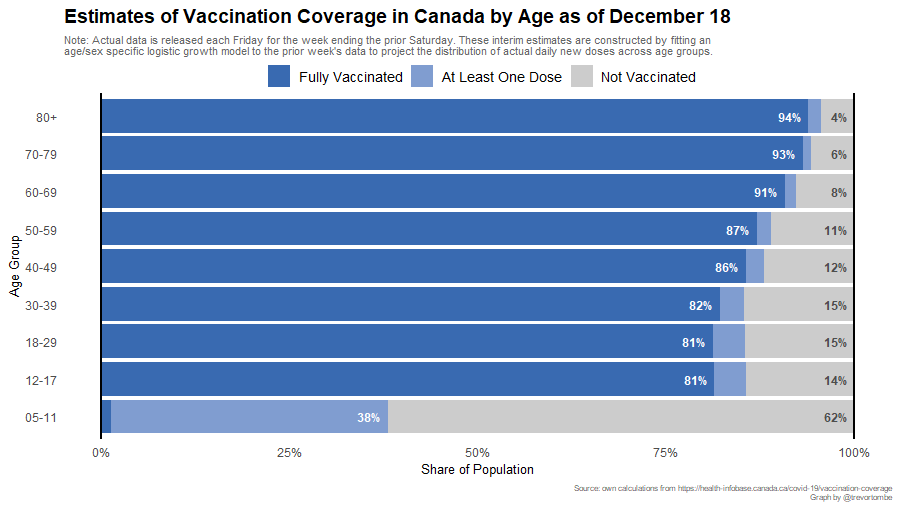 Estimates of Vaccination Coverage in Canada by Age as of December 18
Note: Actual data is released each Friday for the week ending the prior Saturday. These interim estimates are constructed by fitting an
age/sex specific logistic growth model to the prior week's data to project the distribution of actual daily new doses across age groups.
Fully Vaccinated At Least One Dose Not Vaccinated
80+ 94% 4%
70-79 93% 6%
60-69 91% 8%
50-59 87% 11%
40-49 86% 12%
30-39 82% 15%
18-29 81% 15%
12-17 81% 14%
05-11 38% 62%
Age Group
0% 25% 50% 75% 100%
Share of Population
Source: own calculations from https://health-infobase.canada.ca/covid-19/vaccination-coverage
Graph by @trevortombe